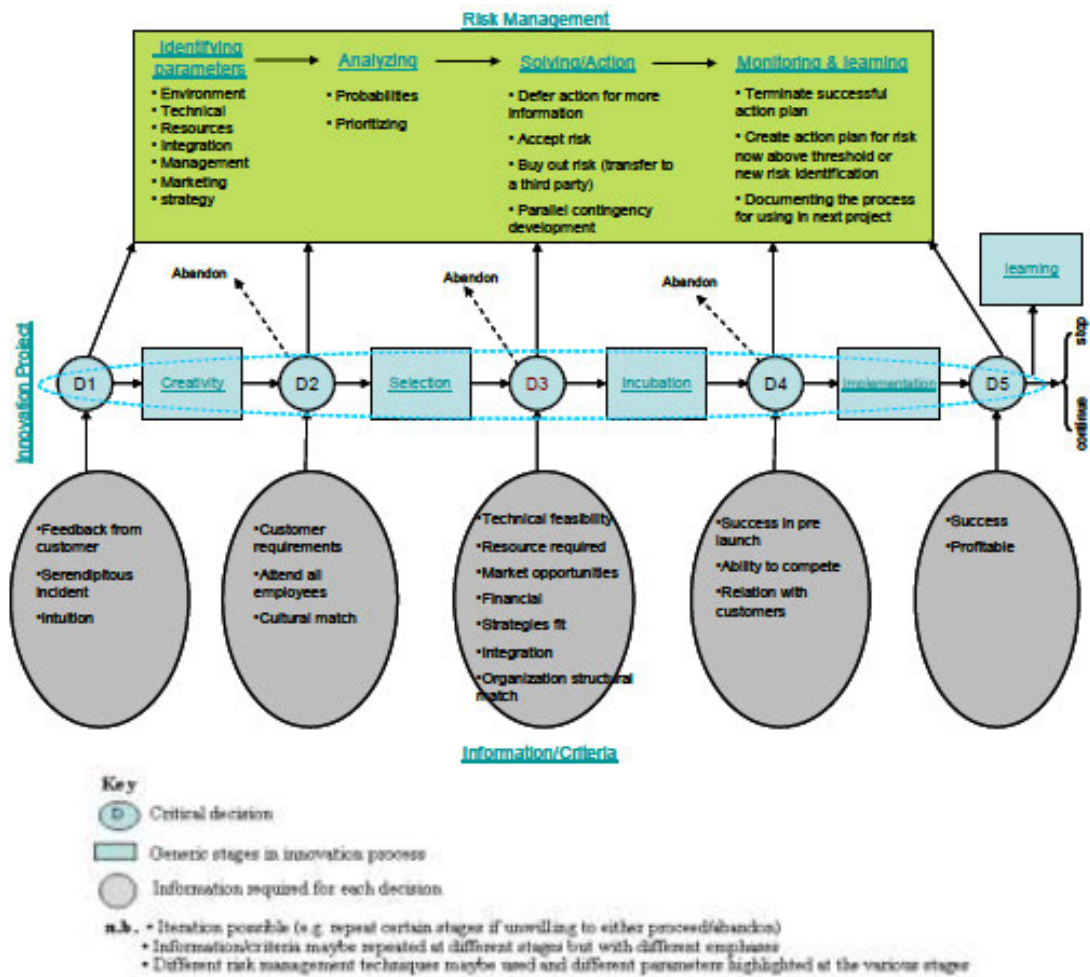 Risk Management
Identifying
parameters
• Environment
• Technical
• Resources
• Integration
• Management
• Marketing
• strategy
Analyzing
• Probabilities
• Prioritizing
Solving/Action
• Defer action for more
information
• Accept risk
• Buy out risk (transfer to
a third party)
• Parallel contingency
development
Monitoring & learning
• Terminate successful
action plan
• Create action plan for risk
now above threshold or
new risk identification
• Documenting the process
for using in next project
Abandon
Abandon
Abandon
learning
Innovation Project
D1
Creativity
D2
Selection
D3
Incubation
D4
Implementation
D5
stop
continue
•Feedback from
customer
•Serendipitous
incident
•Intuition
•Customer
requirements
•Attend all
employees
•Cultural match
•Technical feasibility
•Resource required
•Market opportunities
•Financial
•Strategies fit
•Integration
•Organization structural
match
•Success in pre
launch
•Ability to compete
•Relation with
customers
•Success
•Profitable
Information/Criteria
Key
D Critical decision
Generic stages in innovation process
Information required for each decision
n.b. • Iteration possible (e.g. repeat certain stages if unwilling to either proceed/abandon)
• Information/criteria maybe repeated at different stages but with different emphases
• Different risk management techniques maybe used and different parameters highlighted at the various stages